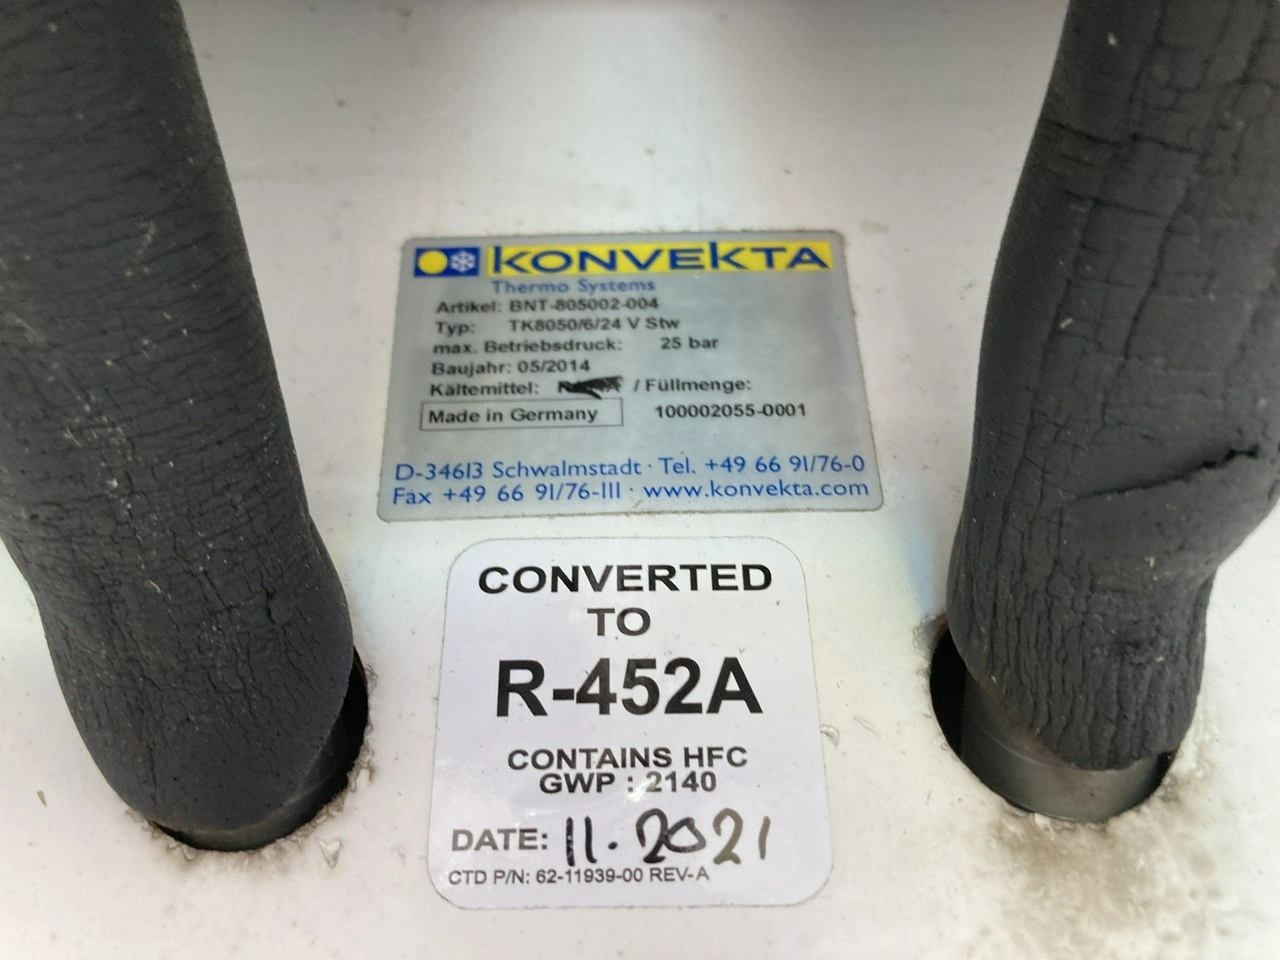 KONVEKTA
Thermo Systems
Artikel: BNT-805002-004
Typ: TK8050/6/24 V Stw
max. Betriebsdruck: 25 bar
Baujahr: 05/2014
Kältemittel: / Füllmenge:
Made in Germany 100002055-0001
D-34613 Schwalmstadt · Tel. +49 66 91/76-0
Fax +49 66 91/76-111 · www.konvekta.com
CONVERTED
TO
R-452A
CONTAINS HFC
GWP : 2140
DATE: 11.2021
CTD P/N: 62-11939-00 REV-A